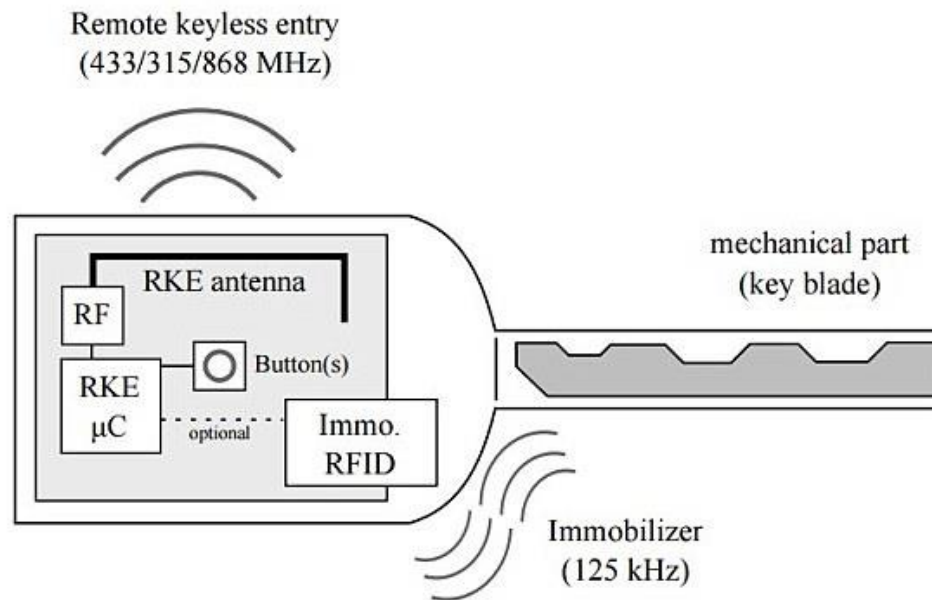 Remote keyless entry
(433/315/868 MHz)
mechanical part
(key blade)
RKE antenna
RF
Button(s)
RKE
μC
optional
Immo.
RFID
Immobilizer
(125 kHz)